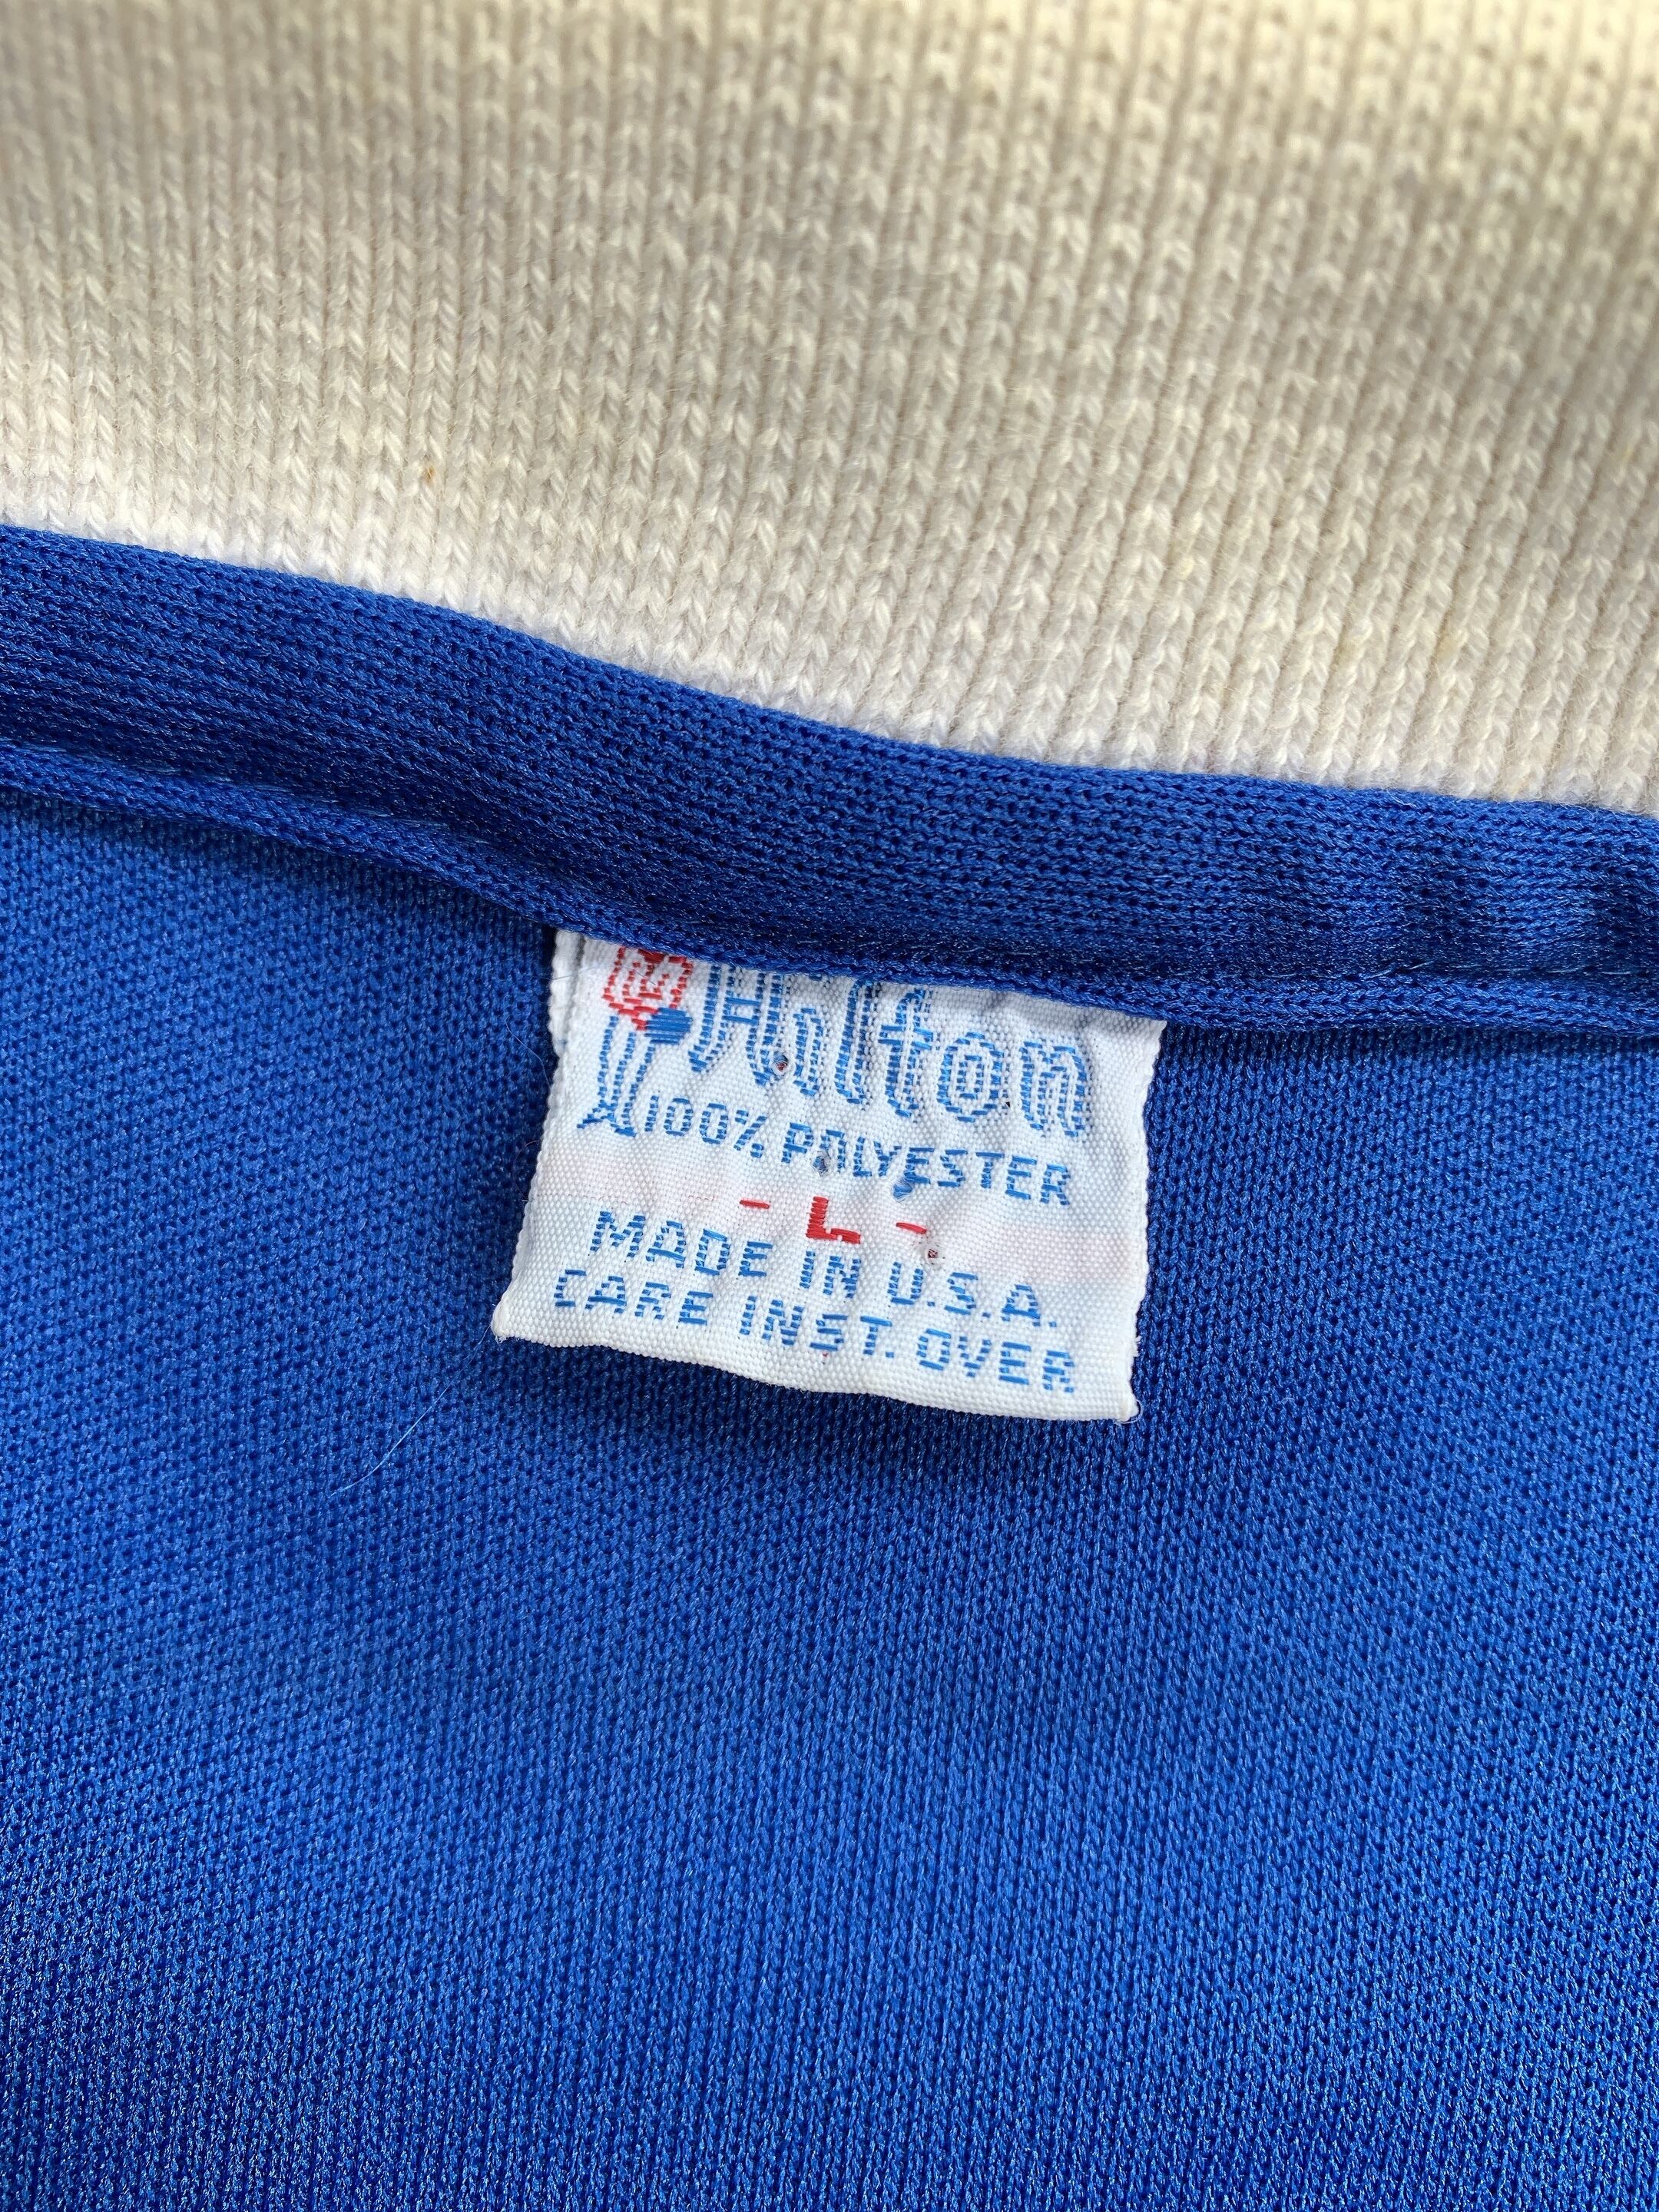 Hilton
100% POLYESTER
- L -
MADE IN U.S.A.
CARE INST. OVER